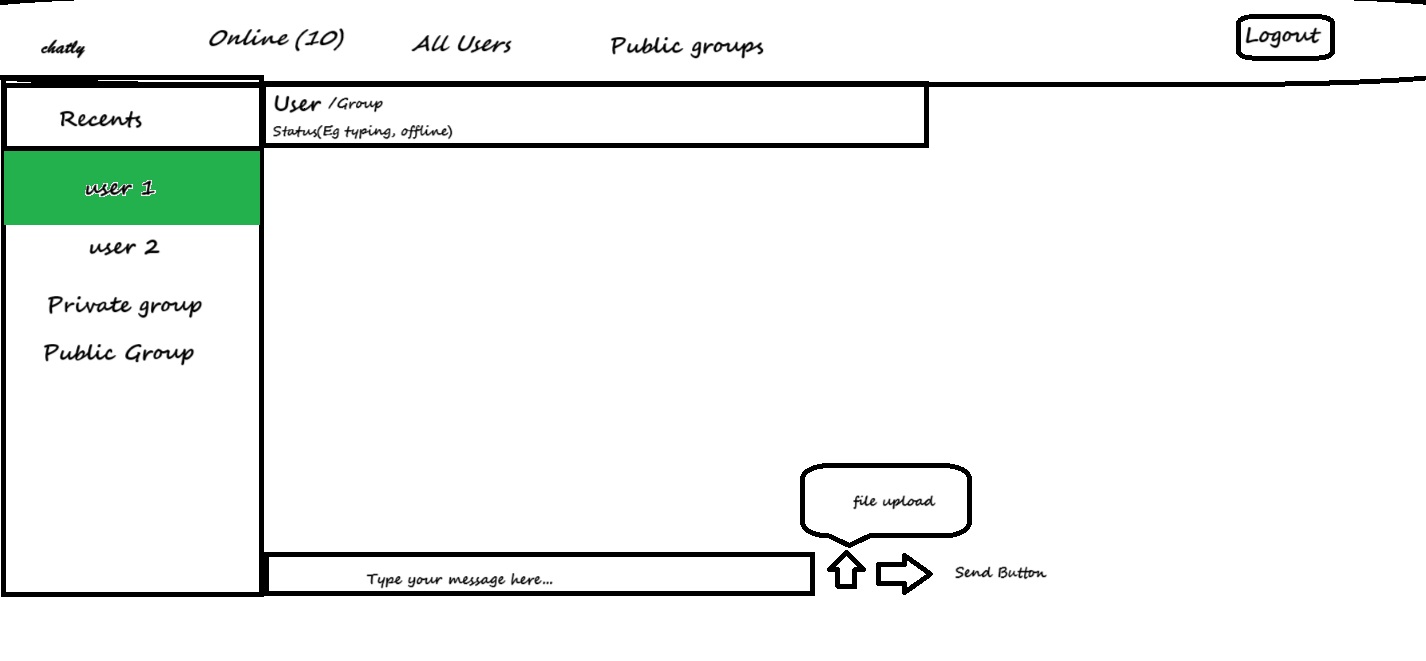 chatly
Online (10)
All Users
Public groups
Logout
Recents
User /Group
Status(Eg typing, offline)
user 1
user 2
Private group
Public Group
file upload
Type your message here...
Send Button